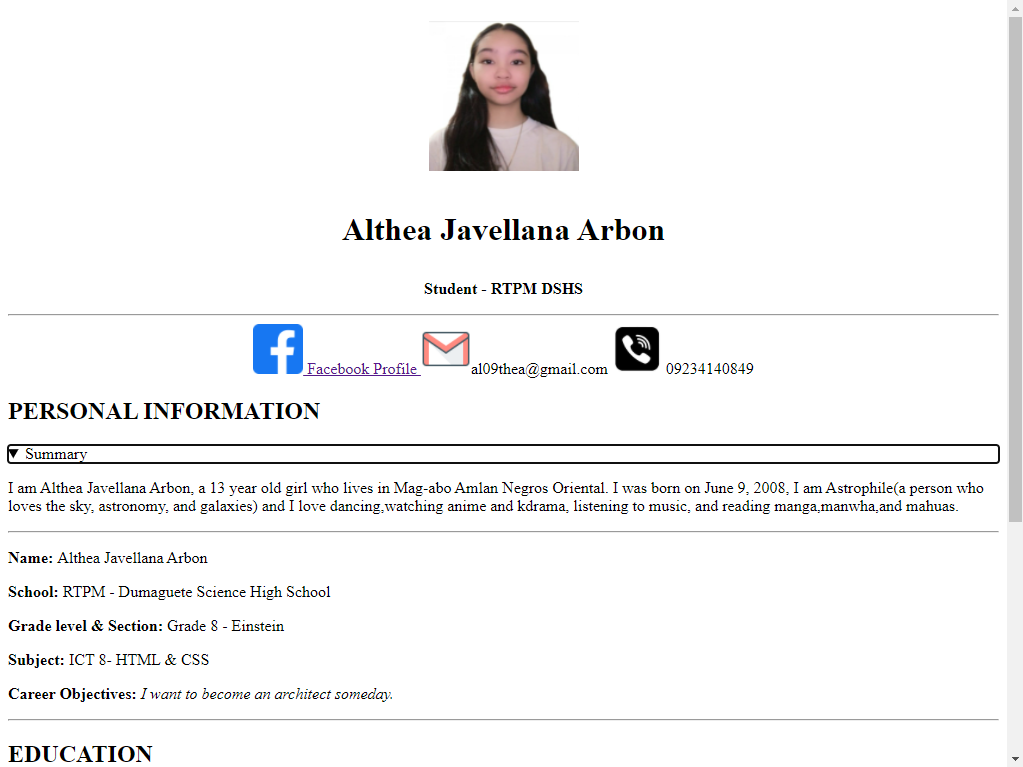 Althea Javellana Arbon
Student - RTPM DSHS
Facebook Profile al09thea@gmail.com 09234140849
PERSONAL INFORMATION
Summary
I am Althea Javellana Arbon, a 13 year old girl who lives in Mag-abo Amlan Negros Oriental. I was born on June 9, 2008, I am Astrophile(a person who
loves the sky, astronomy, and galaxies) and I love dancing,watching anime and kdrama, listening to music, and reading manga,manwha,and mahuas.
Name: Althea Javellana Arbon
School: RTPM - Dumaguete Science High School
Grade level & Section: Grade 8 - Einstein
Subject: ICT 8- HTML & CSS
Career Objectives: I want to become an architect someday.
EDUCATION